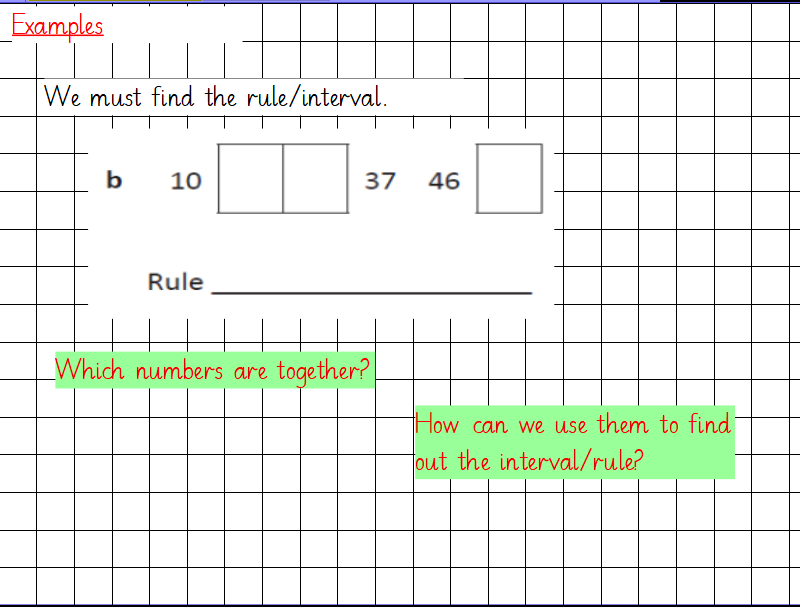 Examples
We must find the rule/interval.
b 10 37 46
Rule
Which numbers are together?
How can we use them to find
out the interval/rule?